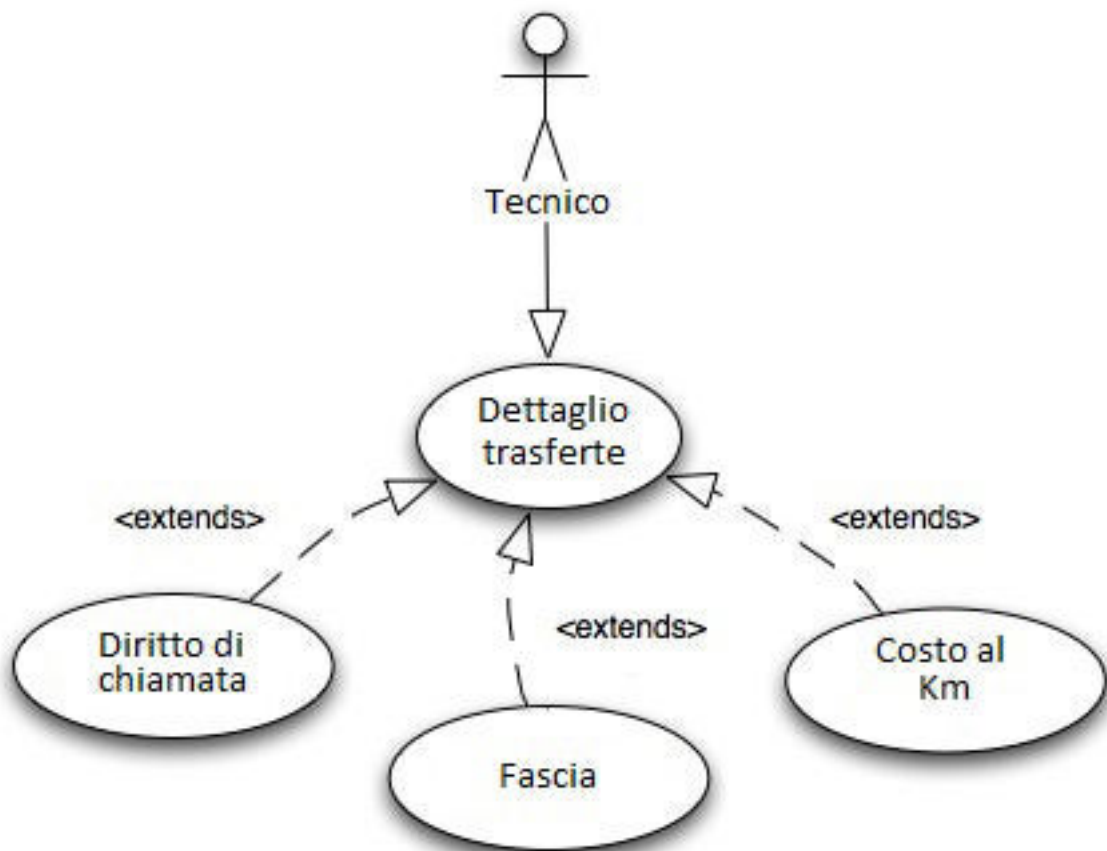 Tecnico
Dettaglio
trasferte
<extends>
<extends>
<extends>
Diritto di
chiamata
Fascia
Costo al
Km